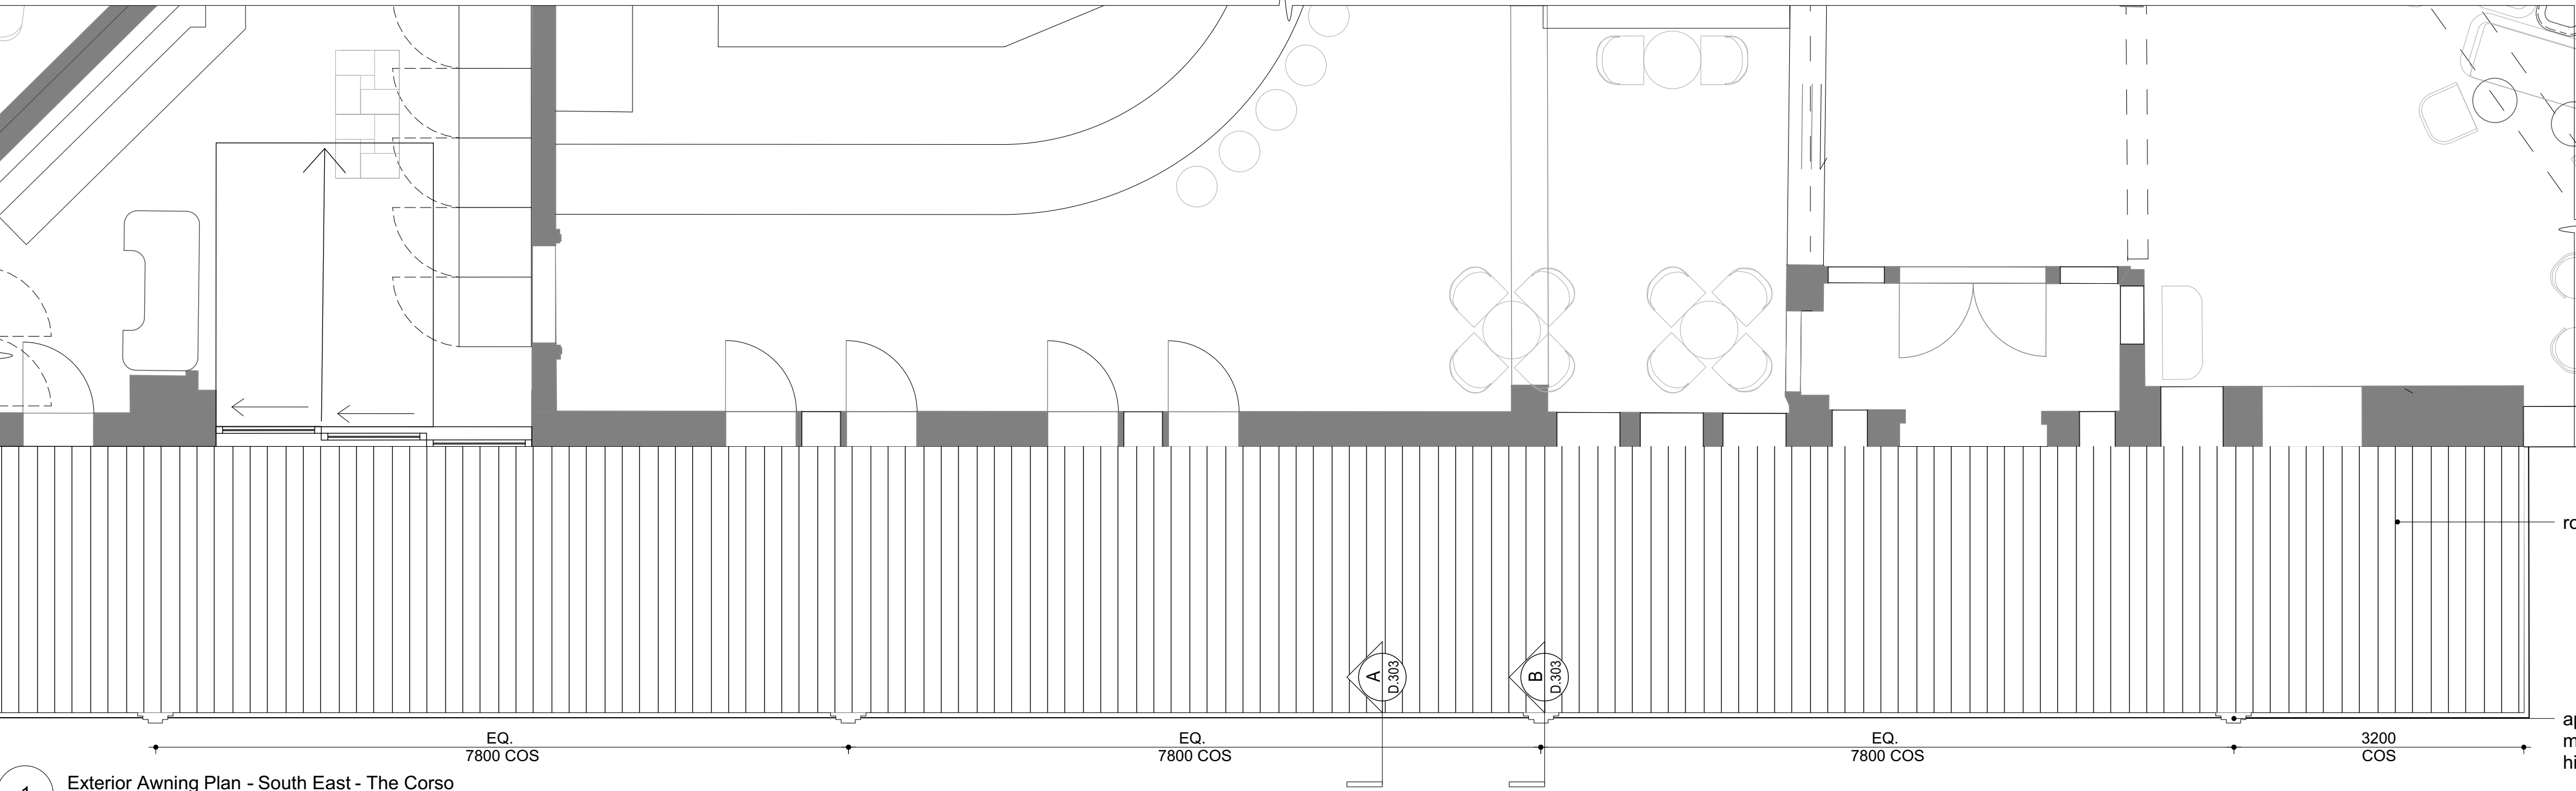 A
D.303
B
D.303
EQ.
7800 COS
EQ.
7800 COS
EQ.
7800 COS
3200
COS
Exterior Awning Plan - South East - The Corso